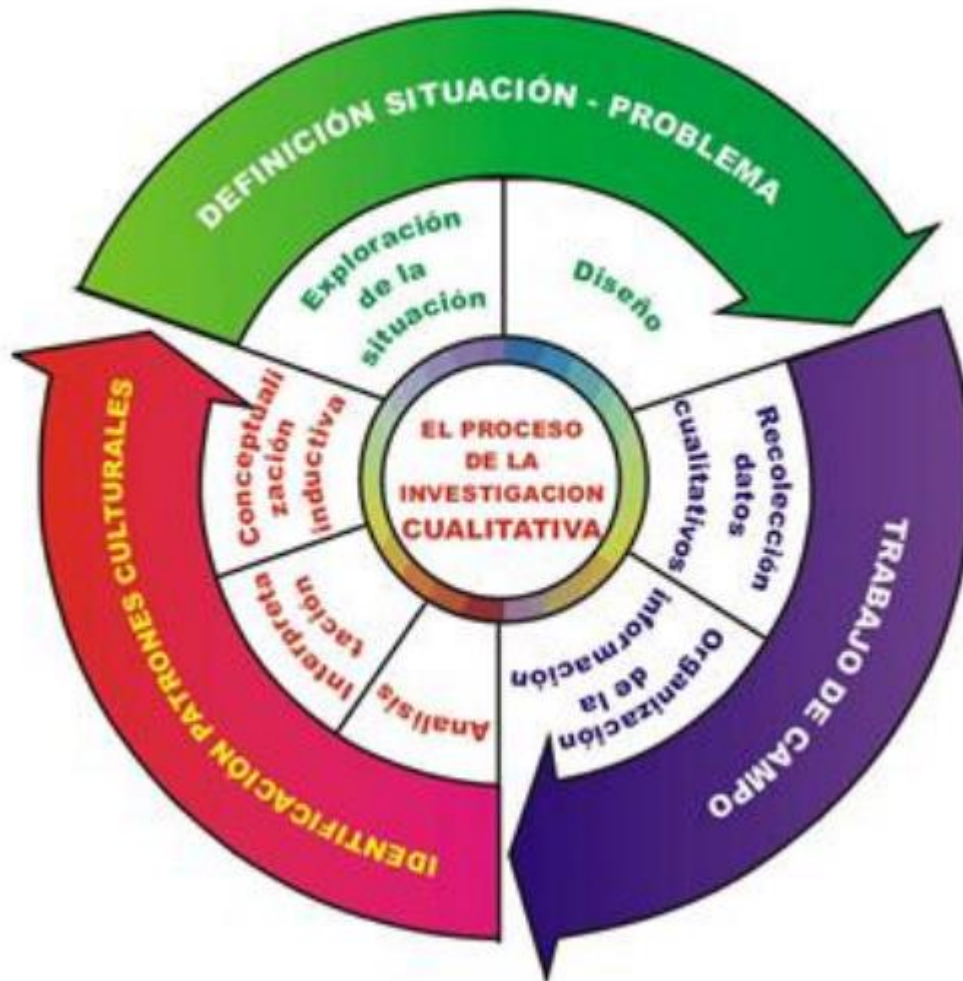 DEFINICIÓN SITUACIÓN - PROBLEMA
Exploración
de la
situación
Diseño
TRABAJO DE CAMPO
Recolección
datos
cualitativos
Organización
de la
información
IDENTIFICACIÓN PATRONES CULTURALES
Analisis
Interpreta
tación
Conceptuali
zación
inductiva
EL PROCESO
DE LA
INVESTIGACION
CUALITATIVA